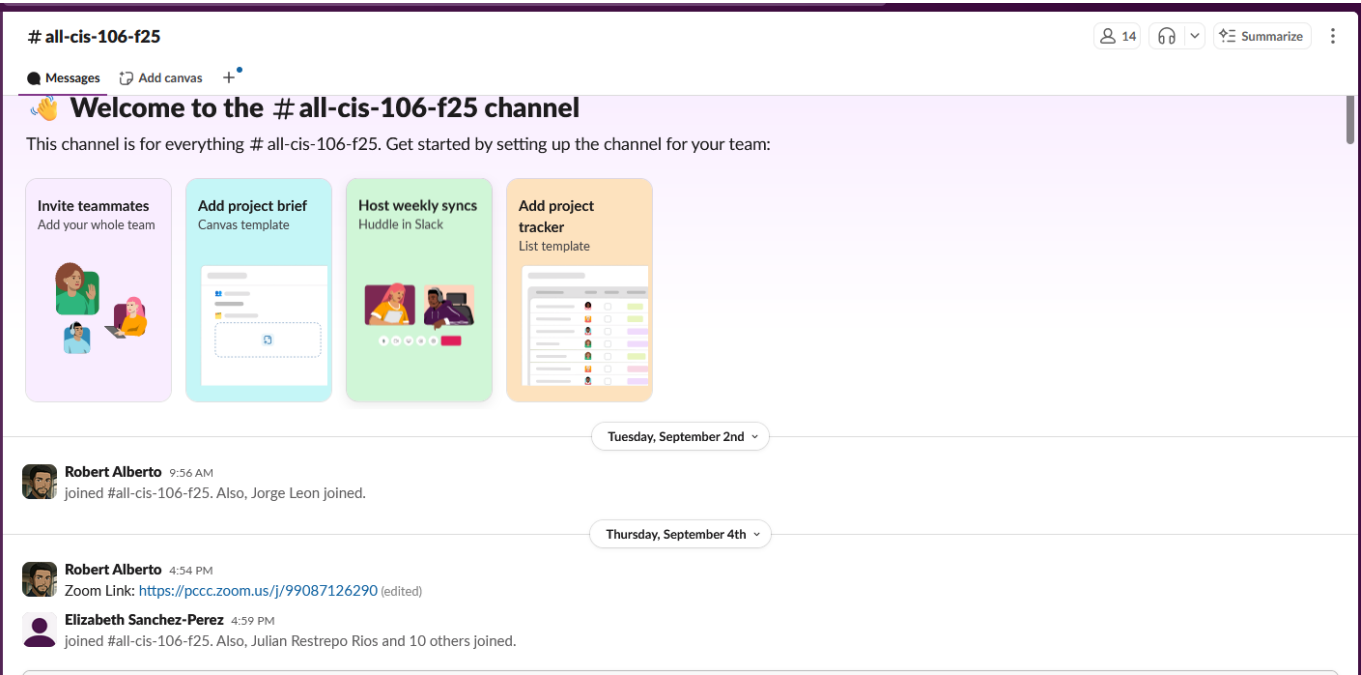 # all-cis-106-f25
14
Summarize
Messages
Add canvas
+
👋 Welcome to the # all-cis-106-f25 channel
This channel is for everything # all-cis-106-f25. Get started by setting up the channel for your team:
Invite teammates
Add your whole team
Add project brief
Canvas template
Host weekly syncs
Huddle in Slack
Add project
tracker
List template
Tuesday, September 2nd
Robert Alberto 9:56 AM
joined #all-cis-106-f25. Also, Jorge Leon joined.
Thursday, September 4th
Robert Alberto 4:54 PM
Zoom Link: https://pccc.zoom.us/j/99087126290 (edited)
Elizabeth Sanchez-Perez 4:59 PM
joined #all-cis-106-f25. Also, Julian Restrepo Rios and 10 others joined.